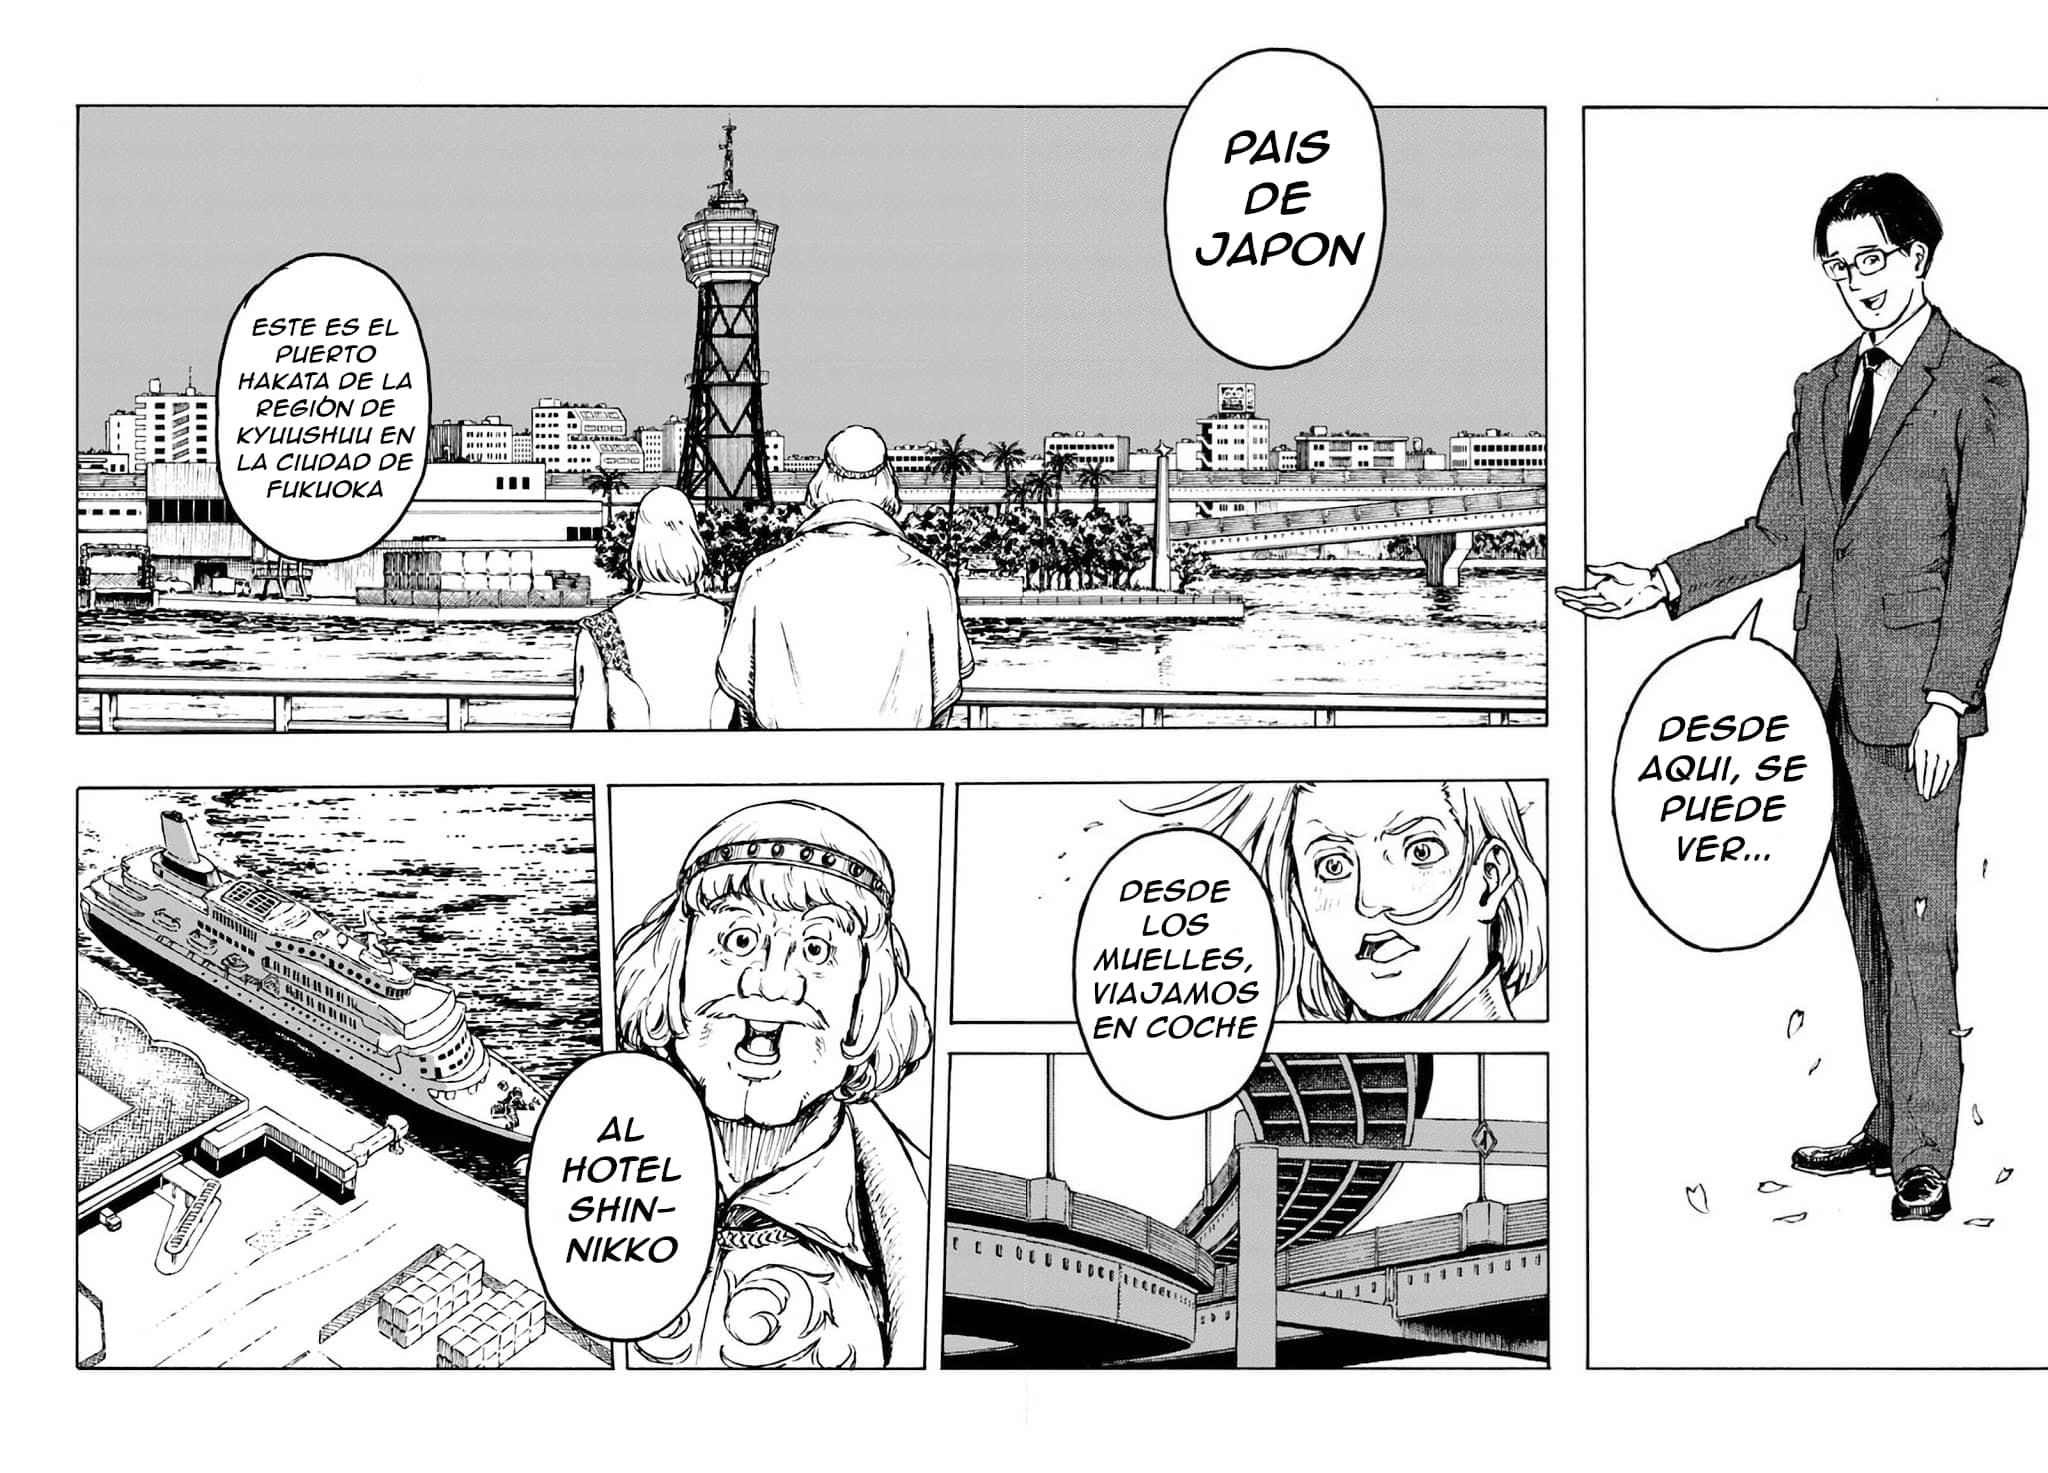 DESDE
AQUI, SE
PUEDE
VER...
PAIS
DE
JAPON
ESTE ES EL
PUERTO
HAKATA DE LA
REGIÓN DE
KYUUSHUU EN
LA CIUDAD DE
FUKUOKA
DESDE
LOS
MUELLES,
VIAJAMOS
EN COCHE
AL
HOTEL
SHIN-
NIKKO